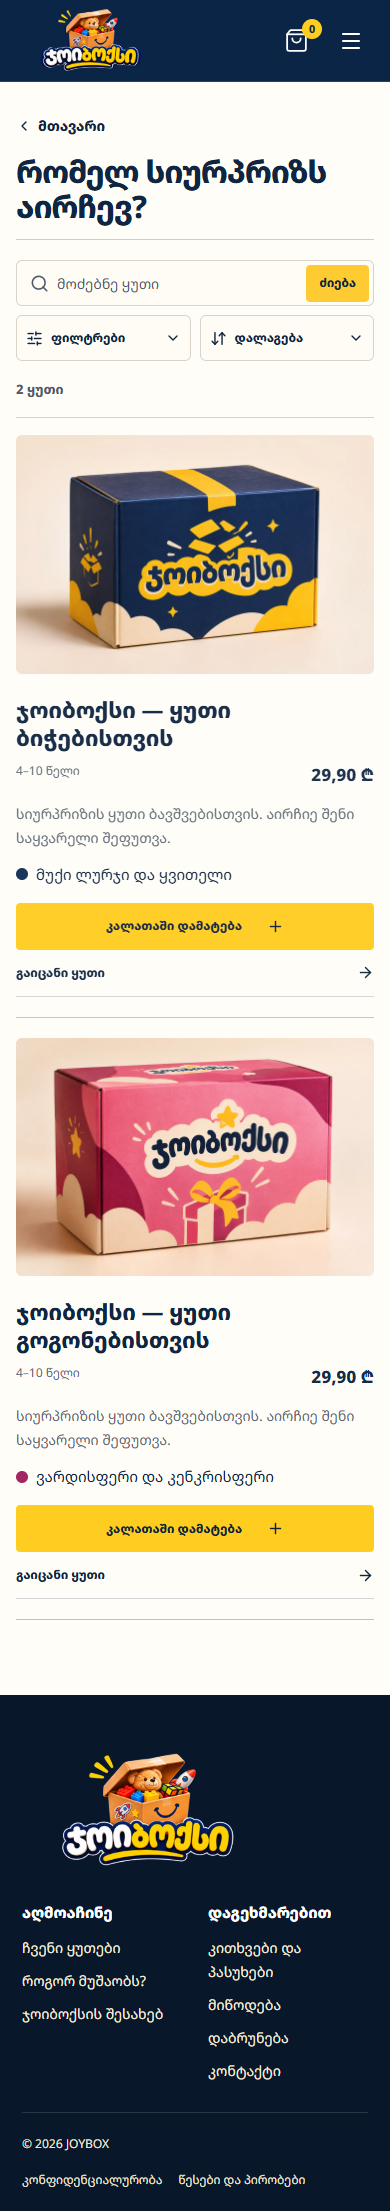 ჯოიბოქსი
0
მთავარი
რომელ სიურპრიზს
აირჩევ?
მოძებნე ყუთი
ძიება
ფილტრები
დალაგება
2 ყუთი
ჯოიბოქსი
ჯოიბოქსი — ყუთი
ბიჭებისთვის
4–10 წელი
29,90 ₾
სიურპრიზის ყუთი ბავშვებისთვის. აირჩიე შენი
საყვარელი შეფუთვა.
მუქი ლურჯი და ყვითელი
კალათაში დამატება
გაიცანი ყუთი
ჯოიბოქსი
ჯოიბოქსი
ჯოიბოქსი — ყუთი
გოგონებისთვის
4–10 წელი
29,90 ₾
სიურპრიზის ყუთი ბავშვებისთვის. აირჩიე შენი
საყვარელი შეფუთვა.
ვარდისფერი და კენკრისფერი
კალათაში დამატება
გაიცანი ყუთი
ჯოიბოქსი
აღმოაჩინე
ჩვენი ყუთები
როგორ მუშაობს?
ჯოიბოქსის შესახებ
დაგეხმარებით
კითხვები და
პასუხები
მიწოდება
დაბრუნება
კონტაქტი
© 2026 JOYBOX
კონფიდენციალურობა
წესები და პირობები